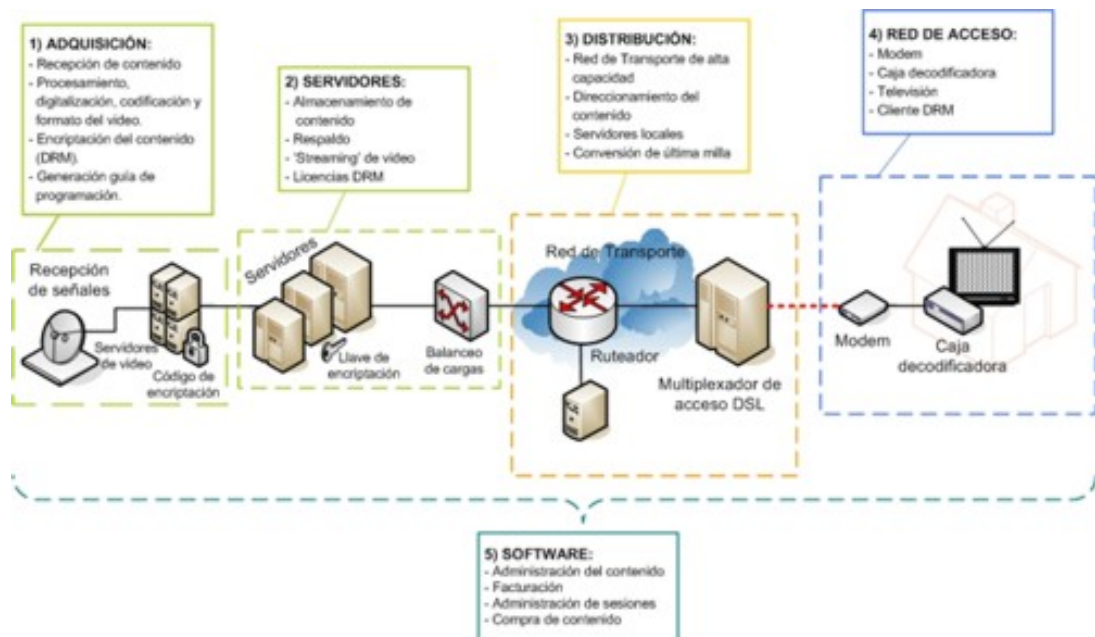 1) ADQUISICIÓN:
- Recepción de contenido
- Procesamiento,
digitalización, codificación y
formato del video.
- Encriptación del contenido
(DRM).
- Generación guía de
programación.
2) SERVIDORES:
- Almacenamiento de
contenido
- Respaldo
- 'Streaming' de video
- Licencias DRM
3) DISTRIBUCIÓN:
- Red de Transporte de alta
capacidad
- Direccionamiento del
contenido
- Servidores locales
- Conversión de última milla
4) RED DE ACCESO:
- Modem
- Caja decodificadora
- Televisión
- Cliente DRM
Recepción
de señales
Servidores
de video
Código de
encriptación
Servidores
Llave de
encriptación
Balanceo
de cargas
Red de Transporte
Ruteador
Multiplexador de
acceso DSL
Modem
Caja
decodificadora
5) SOFTWARE:
- Administración del contenido
- Facturación
- Administración de sesiones
- Compra de contenido